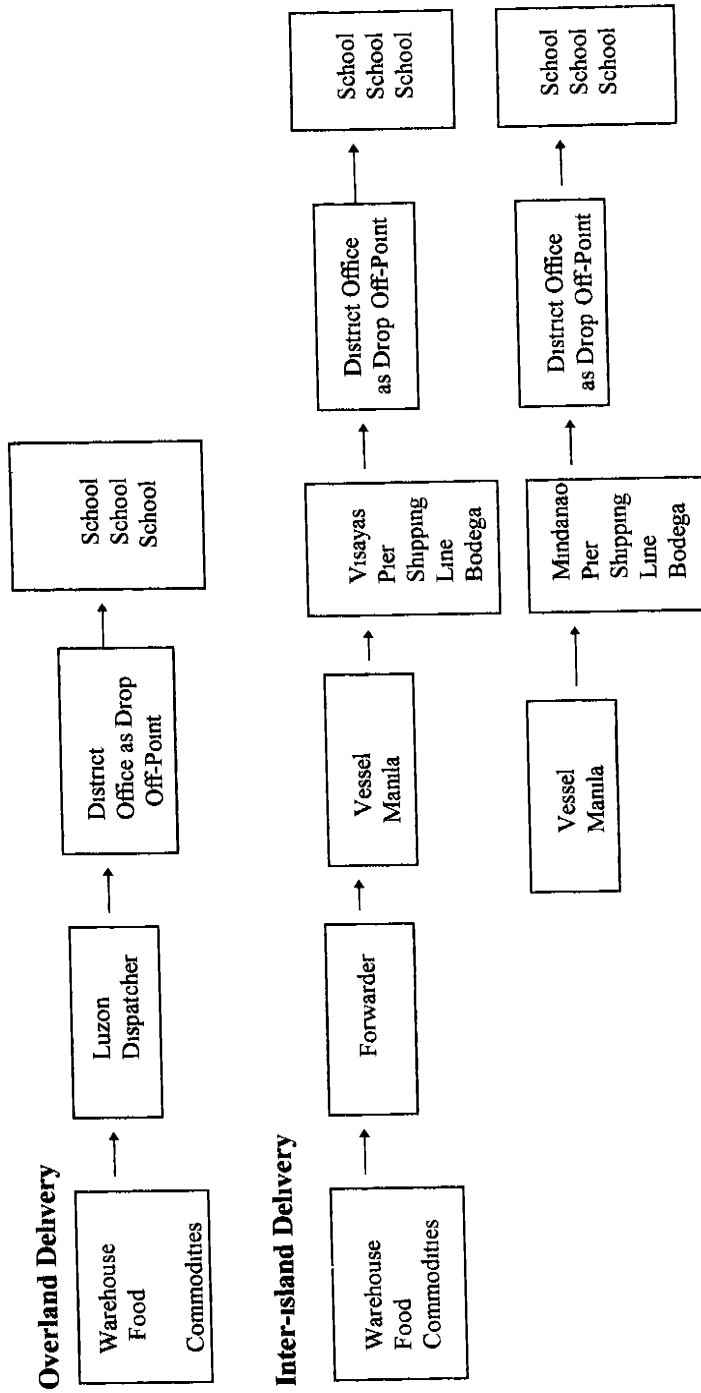 Overland Delivery
Warehouse
Food
Commodities
Luzon
Dispatcher
District
Office as Drop
Off-Point
School
School
School
Inter-island Delivery
Warehouse
Food
Commodities
Forwarder
Vessel
Manila
Visayas
Pier
Shipping
Line
Bodega
District Office
as Drop Off-Point
School
School
School
Vessel
Manila
Mindanao
Pier
Shipping
Line
Bodega
District Office
as Drop Off-Point
School
School
School